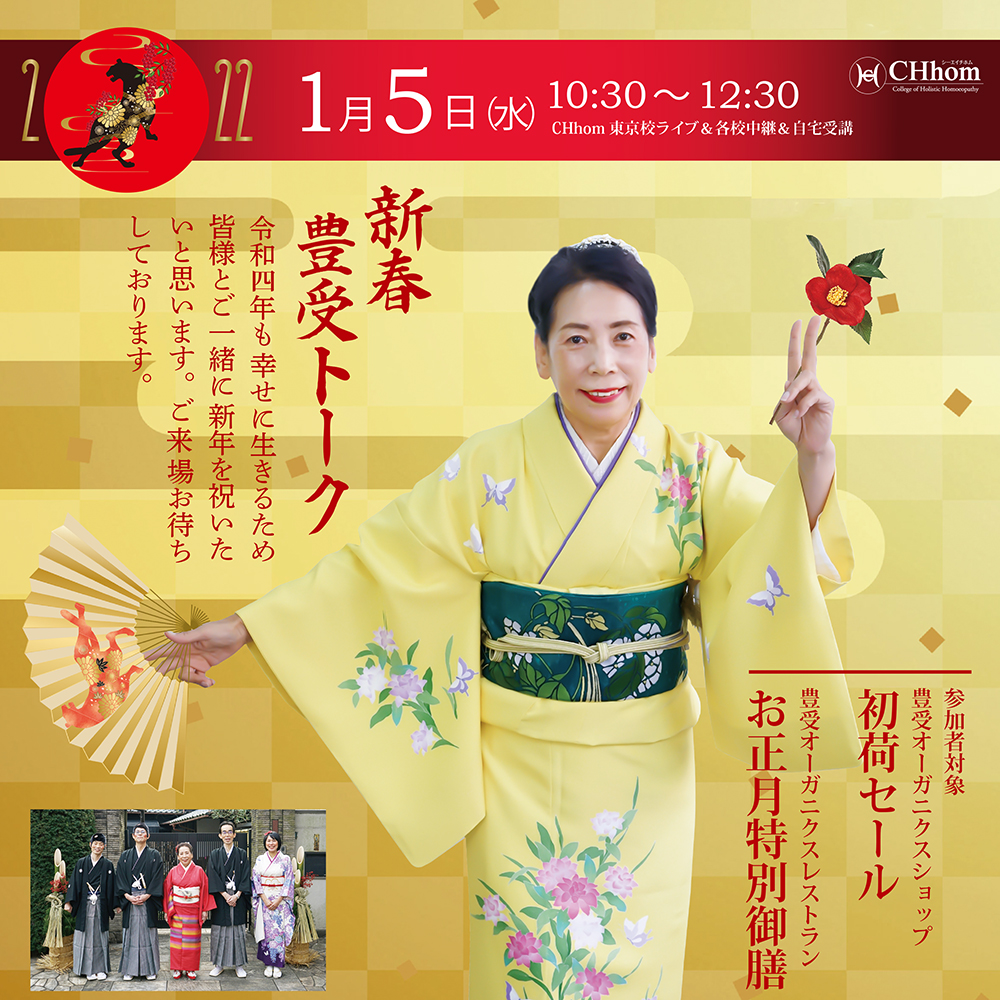 2022
1月5日(水)
10:30～12:30
CHhom 東京校ライブ＆各校中継＆自宅受講
シーエイチホム
CHhom
College of Holistic Homoeopathy
新春
豊受トーク
令和四年も幸せに生きるため
皆様とご一緒に新年を祝いた
いと思います。ご来場お待ち
しております。
参加者対象
豊受オーガニクスショップ
初荷セール
豊受オーガニクスレストラン
お正月特別御膳